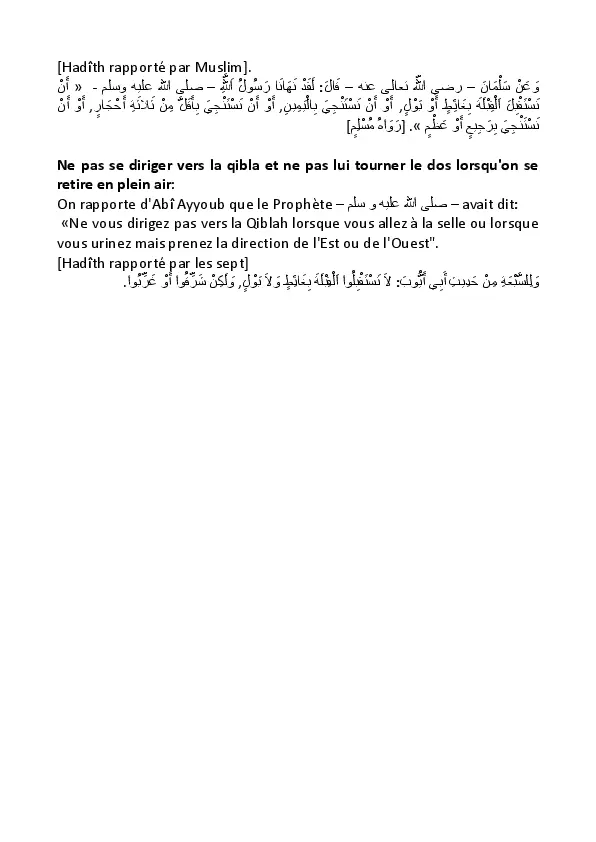 [Hadîth rapporté par Muslim].
وَعَنْ سَلْمَانَ – رضي الله تعالى عنه – قَالَ: لَقَدْ نَهَانَا رَسُولُ اَللَّهِ – صلى الله عليه وسلم - « أَنْ
نَسْتَقْبِلَ اَلْقِبْلَةَ بِغَائِطٍ أَوْ بَوْلٍ, أَوْ أَنْ نَسْتَنْجِيَ بِالْيَمِينِ, أَوْ أَنْ نَسْتَنْجِيَ بِأَقَلَّ مِنْ ثَلاثَةِ أَحْجَارٍ, أَوْ أَنْ
نَسْتَنْجِيَ بِرَجِيعٍ أَوْ عَظْمٍ ». [رَوَاهُ مُسْلِمٍ]
Ne pas se diriger vers la qibla et ne pas lui tourner le dos lorsqu'on se
retire en plein air:
On rapporte d'Abî Ayyoub que le Prophète – صلى الله عليه و سلم – avait dit:
«Ne vous dirigez pas vers la Qiblah lorsque vous allez à la selle ou lorsque
vous urinez mais prenez la direction de l'Est ou de l'Ouest".
[Hadîth rapporté par les sept]
وَلِلسَّبْعَةِ مِنْ حَدِيثِ أَبِي أَيُّوبَ: لَا تَسْتَقْبِلُوا اَلْقِبْلَةَ بِغَائِطٍ وَلَا بَوْلٍ, وَلَكِنْ شَرِّقُوا أَوْ غَرِّبُوا.